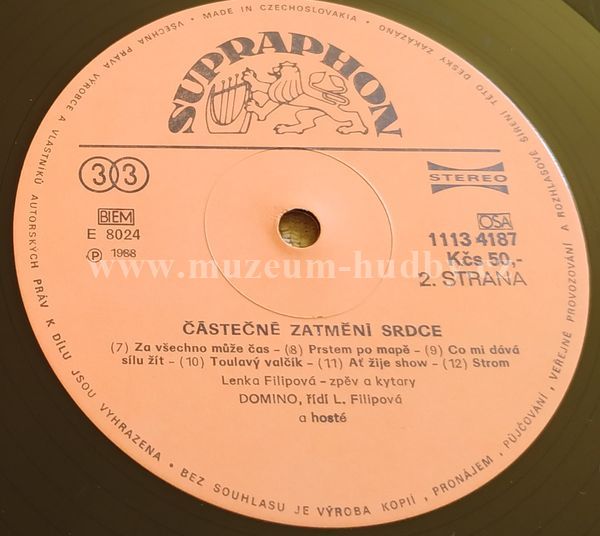 • VŠECHNA PRÁVA VÝROBCE A VLASTNÍKŮ AUTORSKÝCH PRÁV K DÍLU JSOU VYHRAZENA • BEZ SOUHLASU JE VÝROBA KOPIÍ, PRONÁJEM, PŮJČOVÁNÍ, VEŘEJNÉ PROVOZOVÁNÍ A ROZHLASOVÉ ŠÍŘENÍ TÉTO DESKY ZAKÁZÁNO
• MADE IN CZECHOSLOVAKIA •
SUPRAPHON
33
STEREO
BIEM
OSA
E 8024
1113 4187
Ⓟ 1988
Kčs 50,-
2. STRANA
www.muzeum-hudby.cz
ČÁSTEČNÉ ZATMĚNÍ SRDCE
(7) Za všechno může čas – (8) Prstem po mapě – (9) Co mi dává
sílu žít – (10) Toulavý valčík – (11) Ať žije show – (12) Strom
Lenka Filipová – zpěv a kytary
DOMINO, řídí L. Filipová
a hosté